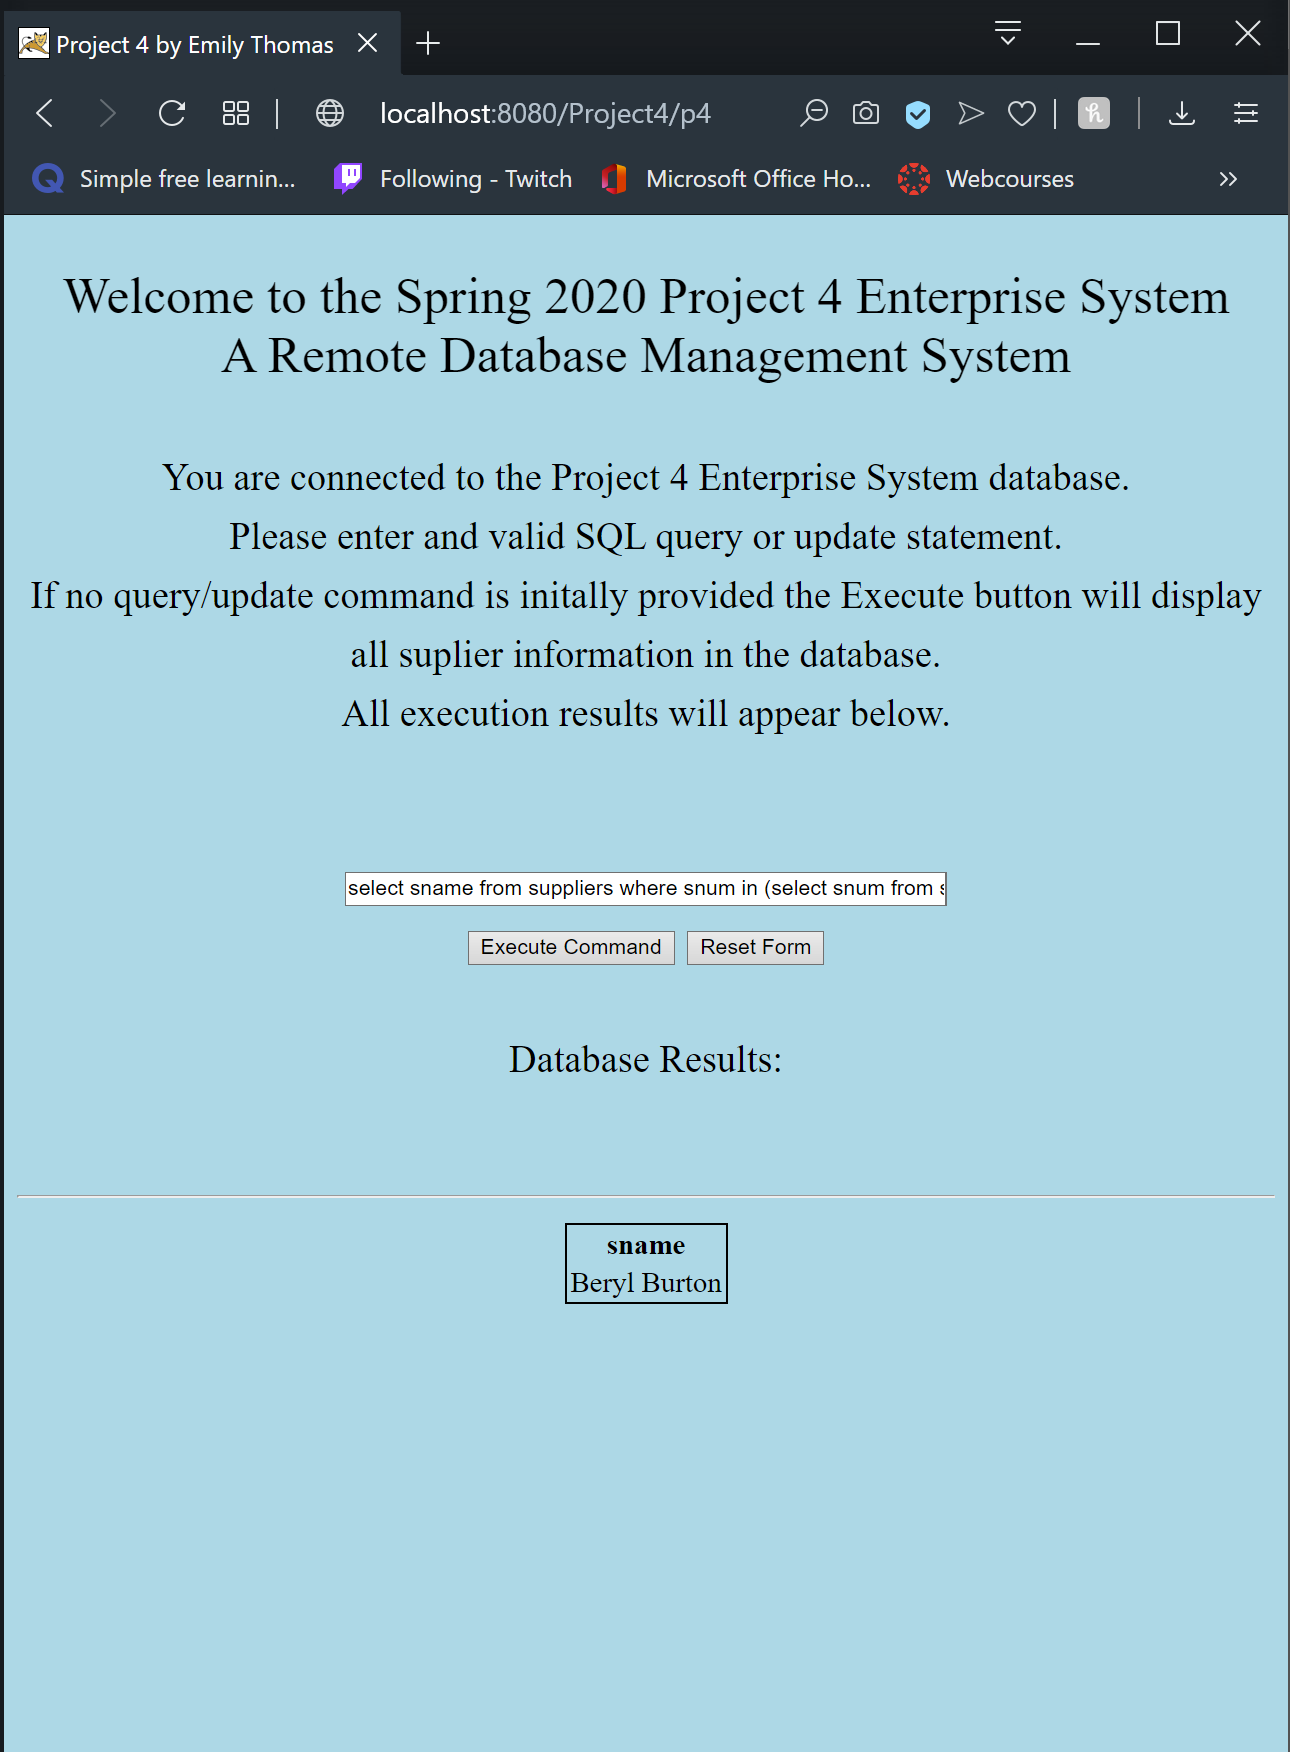 Project 4 by Emily Thomas
localhost:8080/Project4/p4
Simple free learnin... Following - Twitch Microsoft Office Ho... Webcourses
Welcome to the Spring 2020 Project 4 Enterprise System
A Remote Database Management System
You are connected to the Project 4 Enterprise System database.
Please enter and valid SQL query or update statement.
If no query/update command is initally provided the Execute button will display
all suplier information in the database.
All execution results will appear below.
select sname from suppliers where snum in (select snum from s
Execute Command Reset Form
Database Results:
sname
Beryl Burton